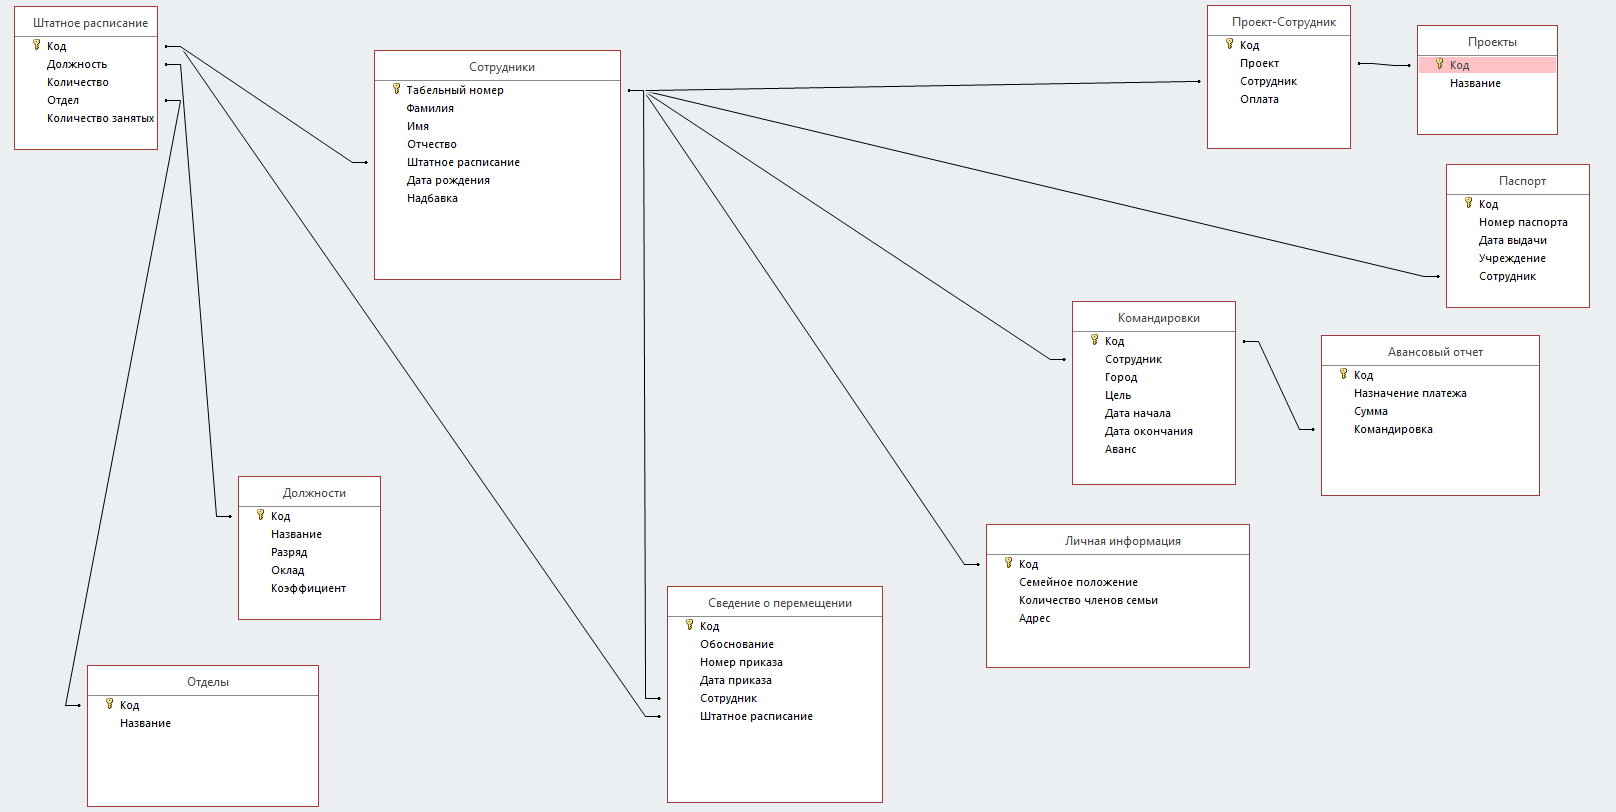 Штатное расписание
Код
Должность
Количество
Отдел
Количество занятых
Сотрудники
Табельный номер
Фамилия
Имя
Отчество
Штатное расписание
Дата рождения
Надбавка
Проект-Сотрудник
Код
Проект
Сотрудник
Оплата
Проекты
Код
Название
Паспорт
Код
Номер паспорта
Дата выдачи
Учреждение
Сотрудник
Командировки
Код
Сотрудник
Город
Цель
Дата начала
Дата окончания
Аванс
Авансовый отчет
Код
Назначение платежа
Сумма
Командировка
Должности
Код
Название
Разряд
Оклад
Коэффициент
Личная информация
Код
Семейное положение
Количество членов семьи
Адрес
Сведение о перемещении
Код
Обоснование
Номер приказа
Дата приказа
Сотрудник
Штатное расписание
Отделы
Код
Название